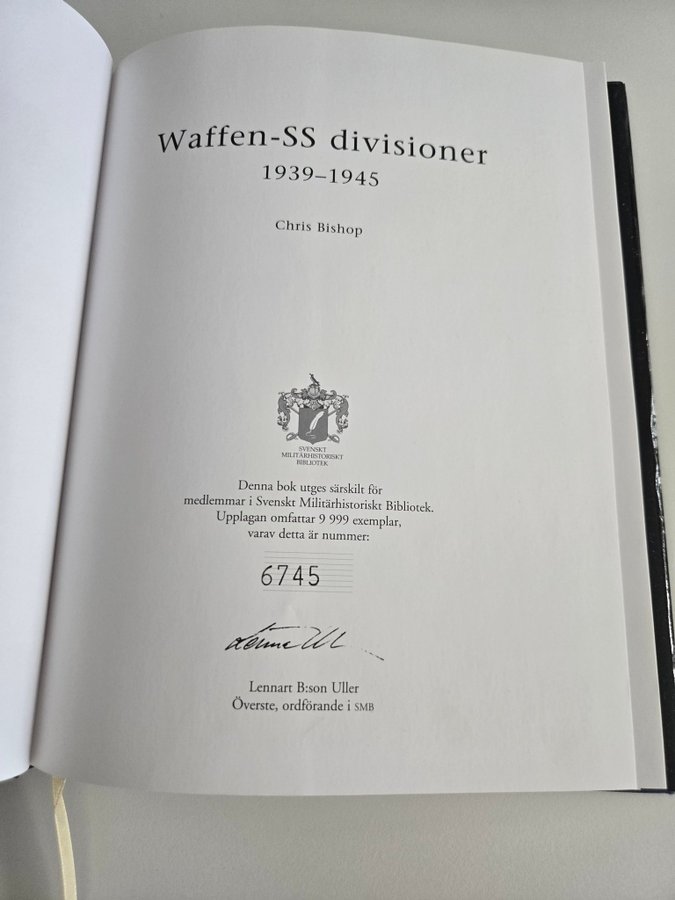 Waffen-SS divisioner
1939–1945
Chris Bishop
SVENSKT
MILITÄRHISTORISKT
BIBLIOTEK
Denna bok utges särskilt för
medlemmar i Svenskt Militärhistoriskt Bibliotek.
Upplagan omfattar 9 999 exemplar,
varav detta är nummer:
6745
Lennart B:son Uller
Överste, ordförande i SMB